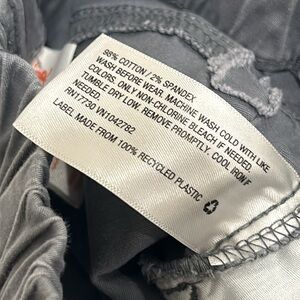 98% COTTON / 2% SPANDEX
WASH BEFORE WEAR. MACHINE WASH COLD WITH LIKE
COLORS. ONLY NON-CHLORINE BLEACH IF NEEDED.
TUMBLE DRY LOW. REMOVE PROMPTLY. COOL IRON IF
NEEDED
RN17730 VN1042782
LABEL MADE FROM 100% RECYCLED PLASTIC